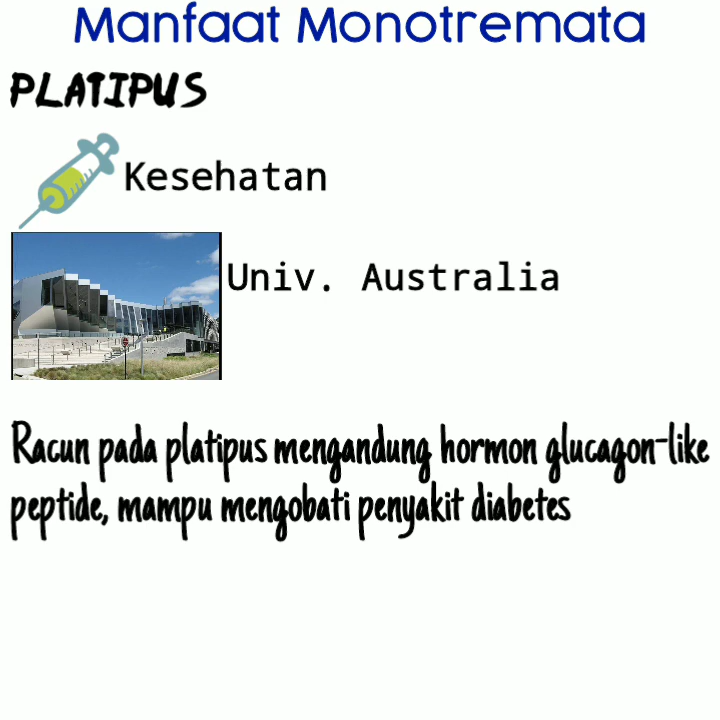 Manfaat Monotremata
PLATIPUS
Kesehatan
Univ. Australia
Racun pada platipus mengandung hormon glucagon-like
peptide, mampu mengobati penyakit diabetes